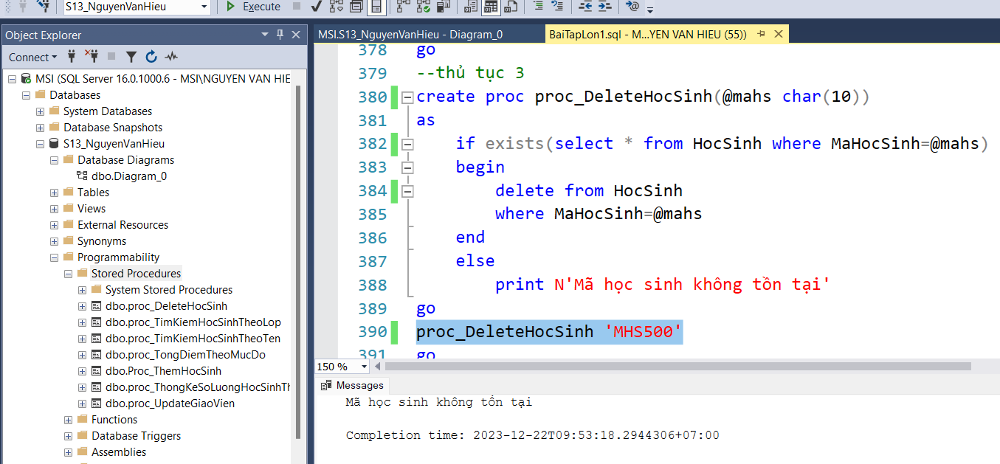 S13_NguyenVanHieu Execute
Object Explorer
Connect
MSI (SQL Server 16.0.1000.6 - MSI\NGUYEN VAN HIE
Databases
System Databases
Database Snapshots
S13_NguyenVanHieu
Database Diagrams
dbo.Diagram_0
Tables
Views
External Resources
Synonyms
Programmability
Stored Procedures
System Stored Procedures
dbo.proc_DeleteHocSinh
dbo.proc_TimKiemHocSinhTheoLop
dbo.proc_TimKiemHocSinhTheoTen
dbo.proc_TongDiemTheoMucDo
dbo.Proc_ThemHocSinh
dbo.proc_ThongKeSoLuongHocSinhTh
dbo.proc_UpdateGiaoVien
Functions
Database Triggers
Assemblies
MSI.S13_NguyenVanHieu - Diagram_0
BaiTapLon1.sql - M...YEN VAN HIEU (55))
378 go
379 --thủ tục 3
380 create proc proc_DeleteHocSinh(@mahs char(10))
381 as
382 if exists(select * from HocSinh where MaHocSinh=@mahs)
383 begin
384 delete from HocSinh
385 where MaHocSinh=@mahs
386 end
387 else
388 print N'Mã học sinh không tồn tại'
389 go
390 proc_DeleteHocSinh 'MHS500'
391 go
150 %
Messages
Mã học sinh không tồn tại
Completion time: 2023-12-22T09:53:18.2944306+07:00